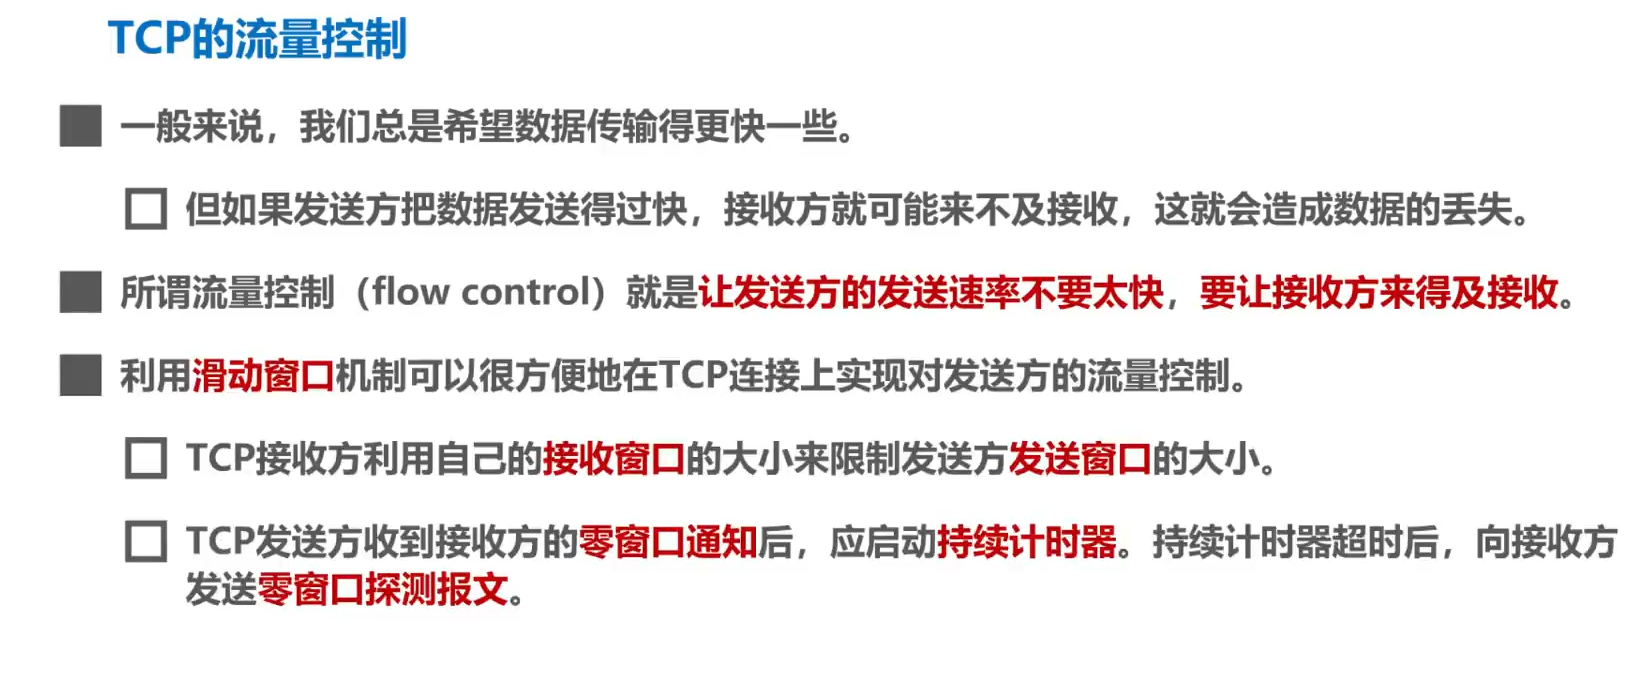 TCP的流量控制
一般来说，我们总是希望数据传输得更快一些。
但如果发送方把数据发送得过快，接收方就可能来不及接收，这就会造成数据的丢失。
所谓流量控制（flow control）就是让发送方的发送速率不要太快，要让接收方来得及接收。
利用滑动窗口机制可以很方便地在TCP连接上实现对发送方的流量控制。
TCP接收方利用自己的接收窗口的大小来限制发送方发送窗口的大小。
TCP发送方收到接收方的零窗口通知后，应启动持续计时器。持续计时器超时后，向接收方
发送零窗口探测报文。